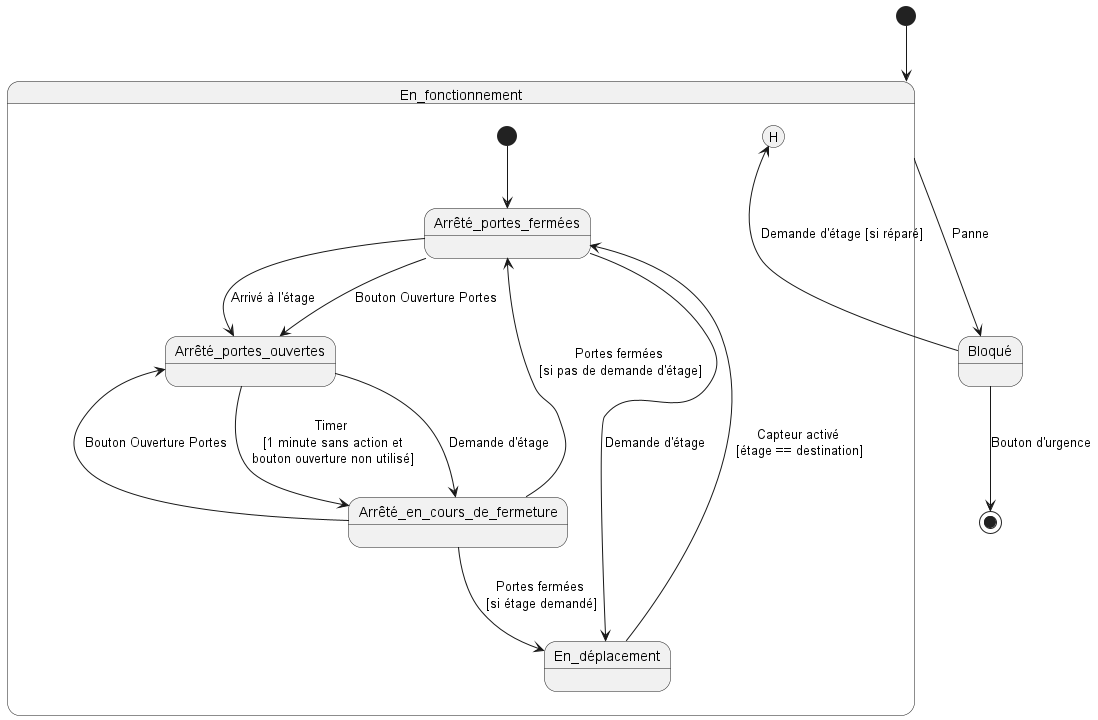 En_fonctionnement
H
Arrêté_portes_fermées
Demande d'étage [si réparé]
Panne
Arrivé à l'étage
Bouton Ouverture Portes
Arrêté_portes_ouvertes
Portes fermées
[si pas de demande d'étage]
Bloqué
Bouton Ouverture Portes
Timer
[1 minute sans action et
bouton ouverture non utilisé]
Demande d'étage
Demande d'étage
Capteur activé
[étage == destination]
Bouton d'urgence
Arrêté_en_cours_de_fermeture
Portes fermées
[si étage demandé]
En_déplacement